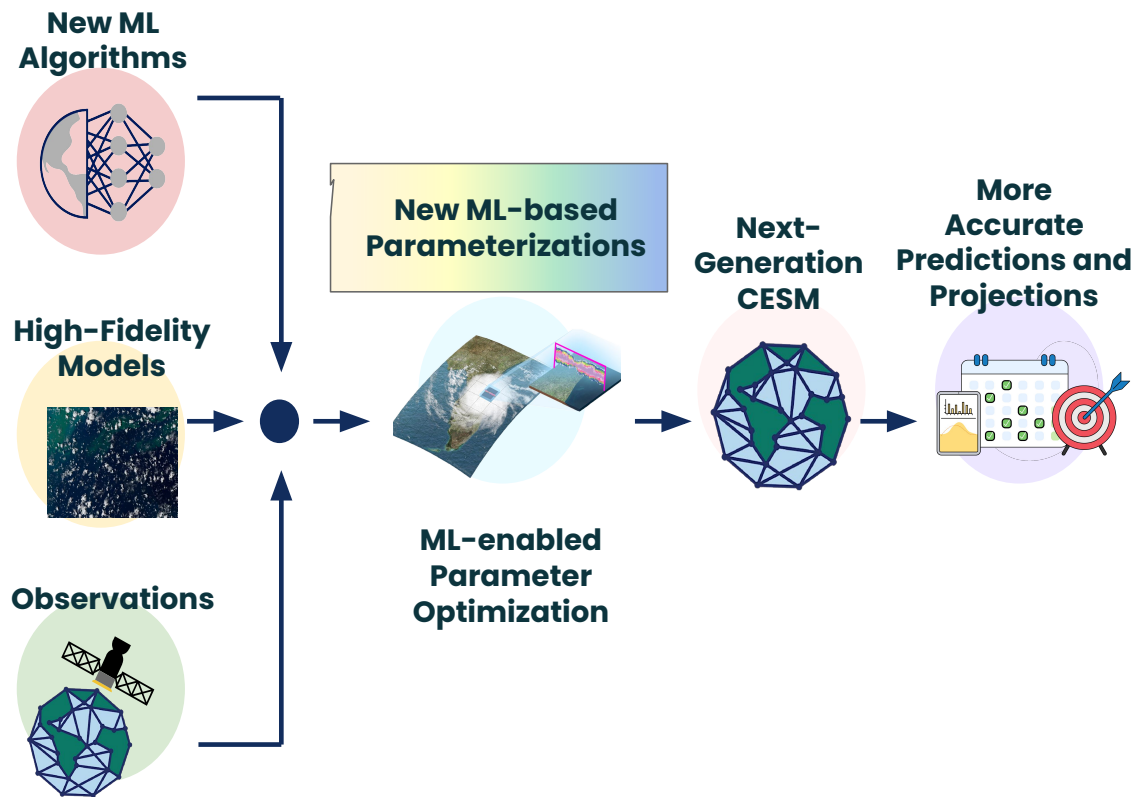 New ML
Algorithms
High-Fidelity
Models
Observations
New ML-based
Parameterizations
ML-enabled
Parameter
Optimization
Next-
Generation
CESM
More
Accurate
Predictions and
Projections